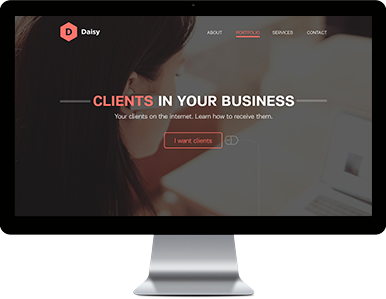 D Daisy
ABOUT PORTFOLIO SERVICES CONTACT
CLIENTS IN YOUR BUSINESS
Your clients on the internet. Learn how to receive them.
I want clients